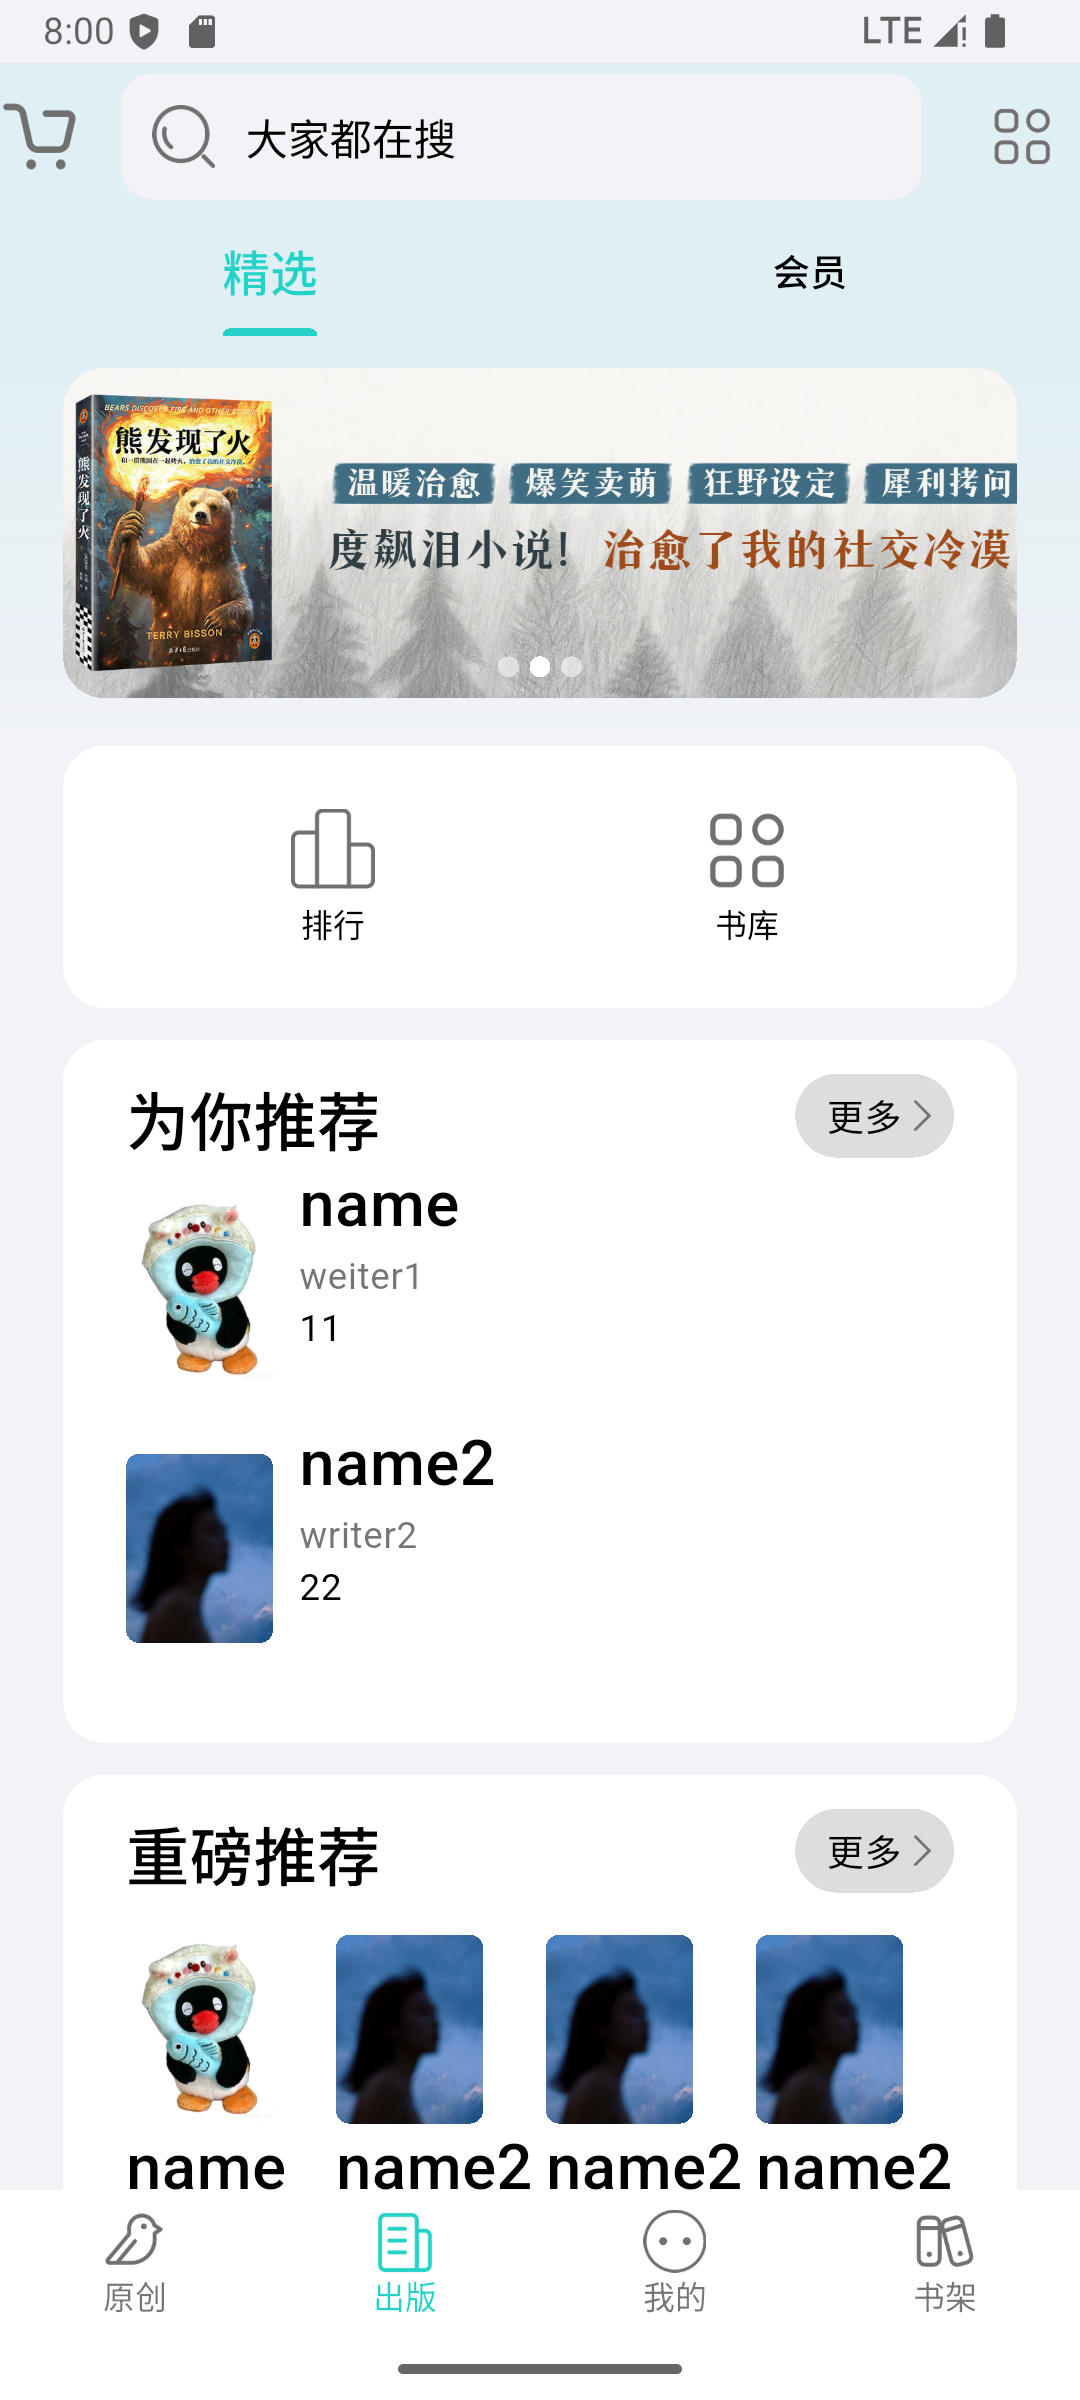 8:00
LTE
大家都在搜
精选
会员
BEARS DISCOVER FIRE AND OTHER STORIES
熊发现了火
熊发现了火
TERRY BISSON
温暖治愈 爆笑卖萌 狂野设定 犀利拷问
度飙泪小说! 治愈了我的社交冷漠
排行
书库
为你推荐
更多
name
weiter1
11
name2
writer2
22
重磅推荐
更多
name
name2
name2
name2
原创
出版
我的
书架